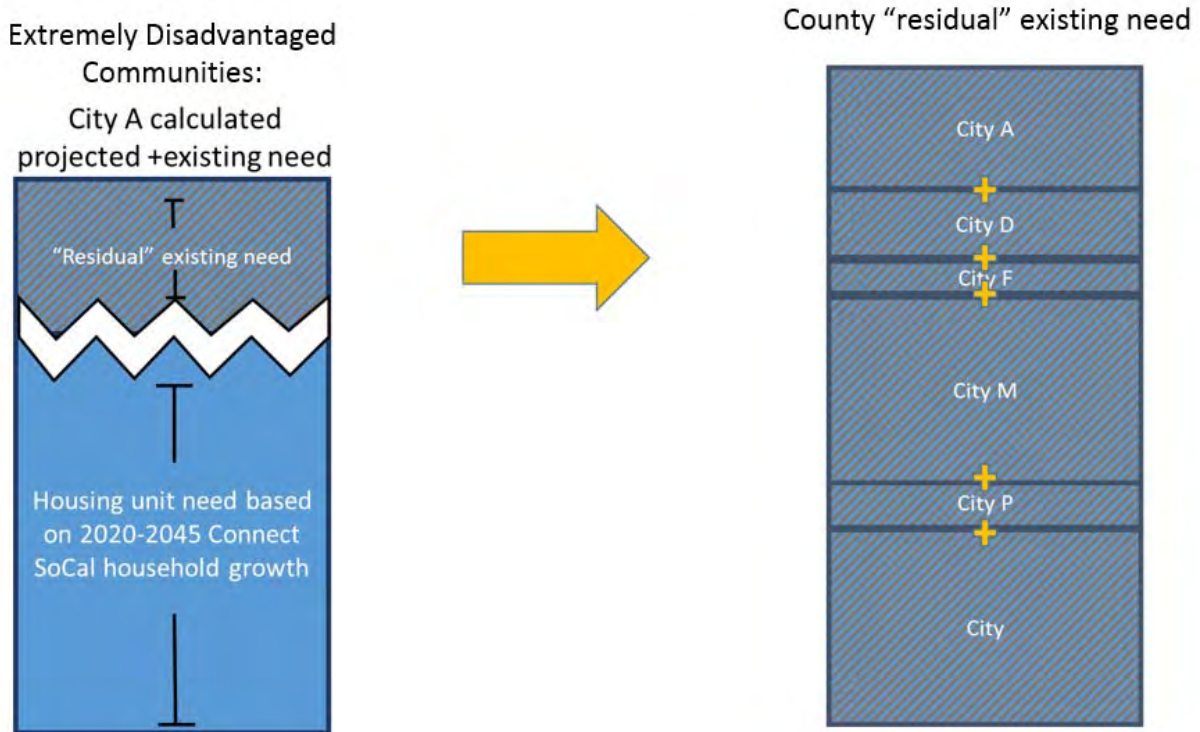 Extremely Disadvantaged
Communities:
City A calculated
projected +existing need
"Residual" existing need
Housing unit need based
on 2020-2045 Connect
SoCal household growth
County "residual" existing need
City A
City D
City F
City M
City P
City